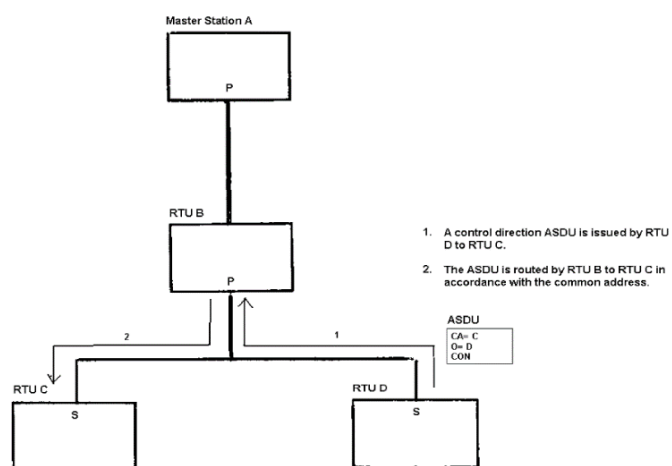 Master Station A
P
RTU B
P
1. A control direction ASDU is issued by RTU
D to RTU C.
2. The ASDU is routed by RTU B to RTU C in
accordance with the common address.
ASDU
CA= C
O= D
CON
2
1
RTU C
S
RTU D
S